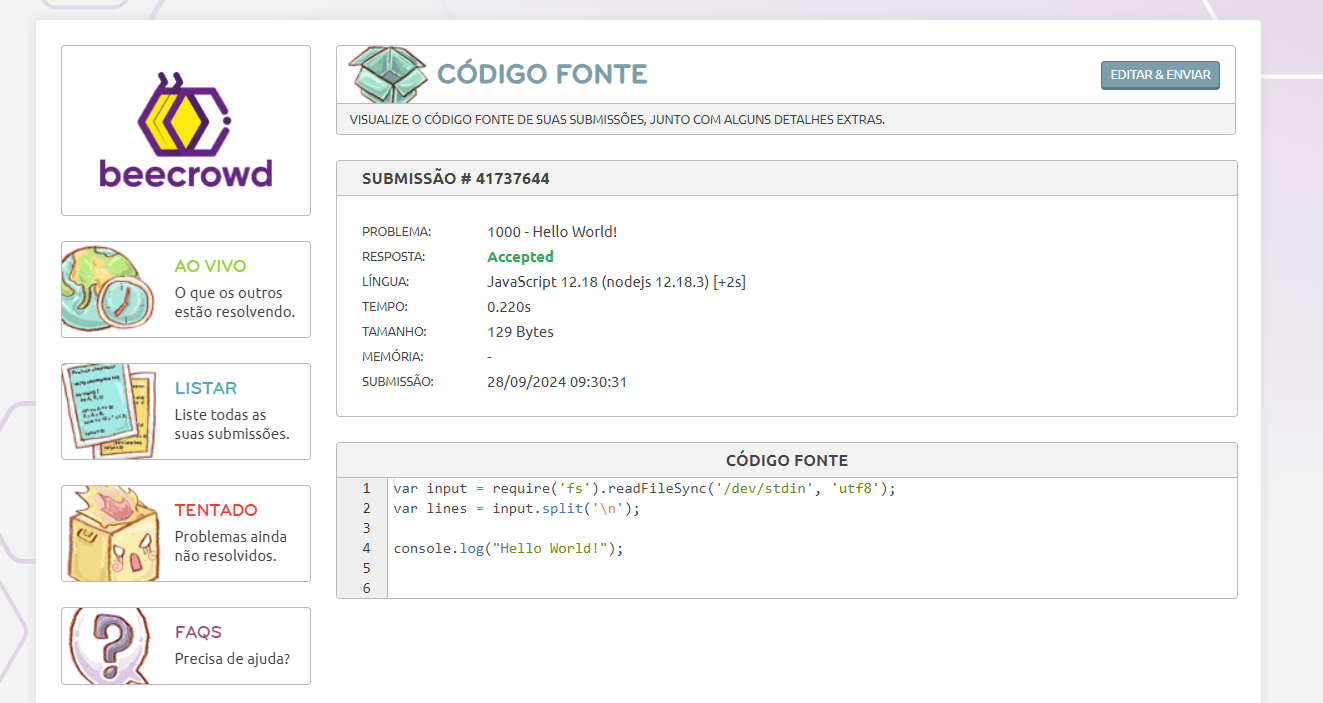 beecrowd
AO VIVO
O que os outros
estão resolvendo.
LISTAR
Liste todas as
suas submissões.
TENTADO
Problemas ainda
não resolvidos.
FAQS
Precisa de ajuda?
CÓDIGO FONTE
EDITAR & ENVIAR
VISUALIZE O CÓDIGO FONTE DE SUAS SUBMISSÕES, JUNTO COM ALGUNS DETALHES EXTRAS.
SUBMISSÃO # 41737644
PROBLEMA: 1000 - Hello World!
RESPOSTA: Accepted
LÍNGUA: JavaScript 12.18 (nodejs 12.18.3) [+2s]
TEMPO: 0.220s
TAMANHO: 129 Bytes
MEMÓRIA: -
SUBMISSÃO: 28/09/2024 09:30:31
CÓDIGO FONTE
1 var input = require('fs').readFileSync('/dev/stdin', 'utf8');
2 var lines = input.split('\n');
3
4 console.log("Hello World!");
5
6